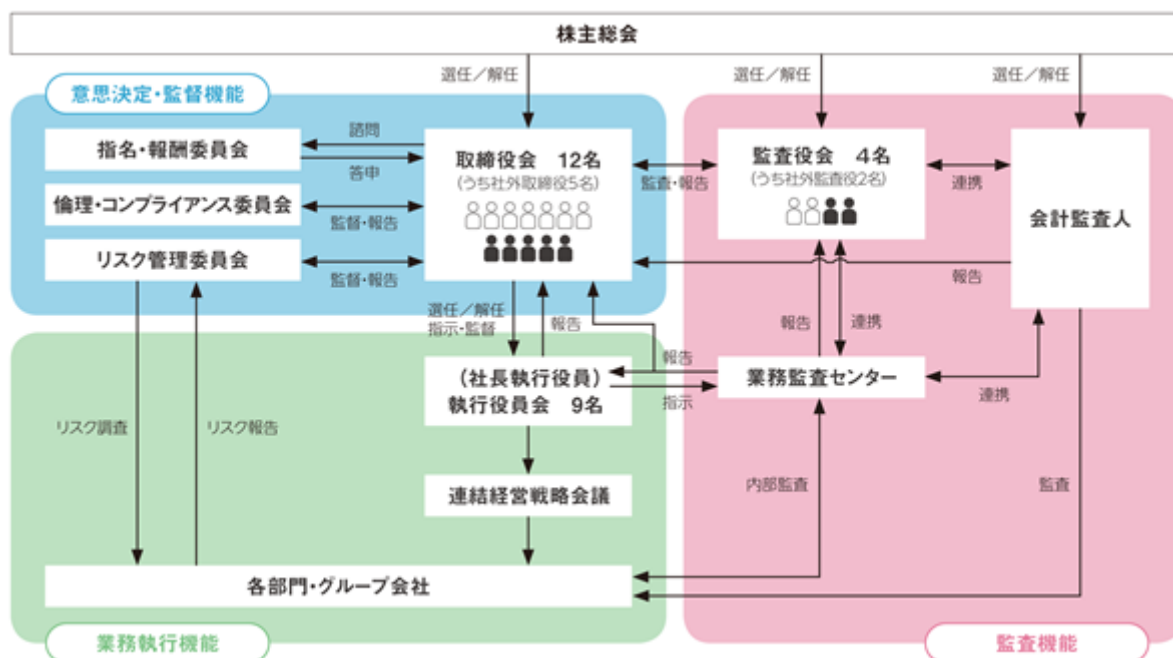 株主総会
選任／解任
選任／解任
選任／解任
意思決定・監督機能
指名・報酬委員会
諮問
答申
取締役会 12名
(うち社外取締役5名)
監査・報告
監査役会 4名
(うち社外監査役2名)
連携
会計監査人
倫理・コンプライアンス委員会
監督・報告
リスク管理委員会
監督・報告
報告
選任／解任
指示・監督
報告
報告
連携
報告
(社長執行役員)
執行役員会 9名
指示
業務監査センター
連携
リスク調査
リスク報告
連結経営戦略会議
内部監査
監査
各部門・グループ会社
業務執行機能
監査機能